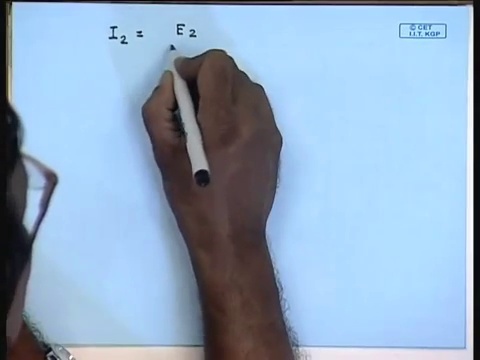 I₂ = E₂
© CET
I.I.T. KGP